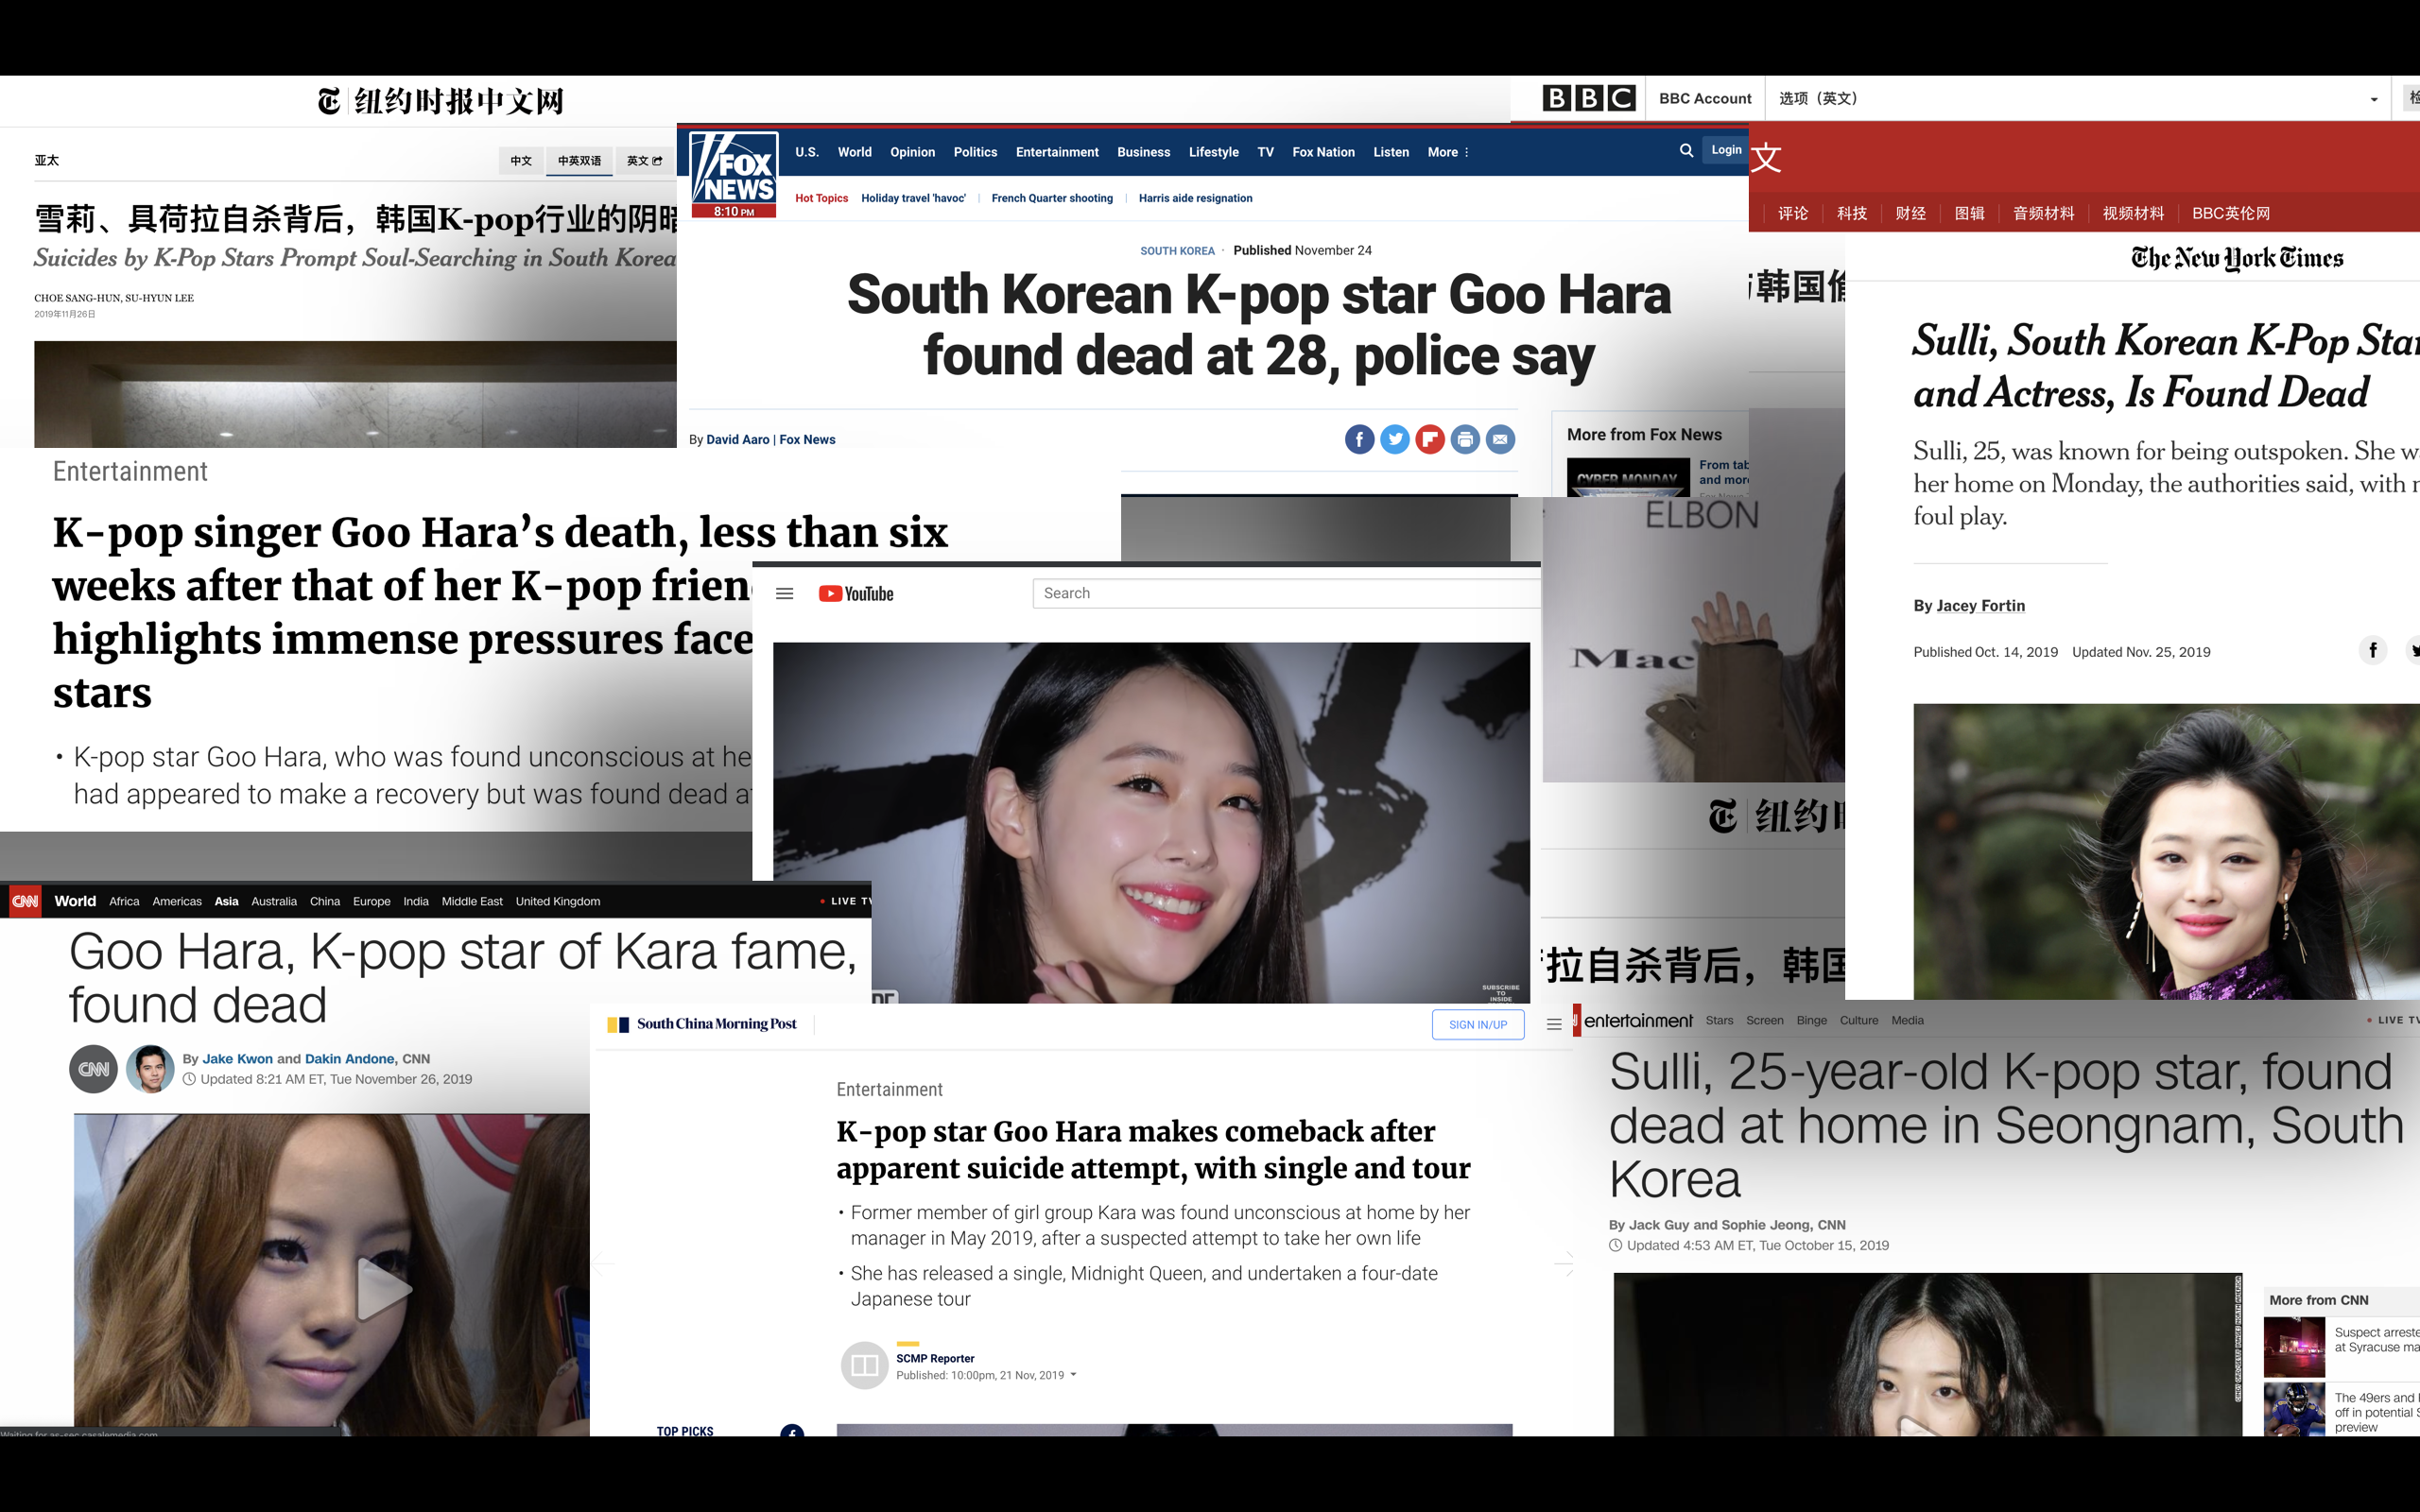 纽约时报中文网
亚太
中文
中英双语
英文
雪莉、具荷拉自杀背后，韩国K-pop行业的阴暗
Suicides by K-Pop Stars Prompt Soul-Searching in South Korea
CHOE SANG-HUN, SU-HYUN LEE
2019年11月26日
FOX
NEWS
8:10 PM
U.S. World Opinion Politics Entertainment Business Lifestyle TV Fox Nation Listen More
Login
Hot Topics Holiday travel 'havoc' French Quarter shooting Harris aide resignation
SOUTH KOREA · Published November 24
South Korean K-pop star Goo Hara
found dead at 28, police say
By David Aaro | Fox News
More from Fox News
CYBER MONDAY
From tab
and more
BBC
BBC Account
选项（英文）
文
评论 科技 财经 图辑 音频材料 视频材料 BBC英伦网
韩国
The New York Times
Sulli, South Korean K-Pop Star
and Actress, Is Found Dead
Sulli, 25, was known for being outspoken. She w
her home on Monday, the authorities said, with
foul play.
By Jacey Fortin
Published Oct. 14, 2019 Updated Nov. 25, 2019
Entertainment
K-pop singer Goo Hara’s death, less than six
weeks after that of her K-pop frien
highlights immense pressures face
stars
• K-pop star Goo Hara, who was found unconscious at he
had appeared to make a recovery but was found dead a
YouTube
Search
SUBSCRIBE
TO
INSIDE
ELBON
Mac
纽约
拉自杀背后，韩国
CNN World Africa Americas Asia Australia China Europe India Middle East United Kingdom
LIVE TV
Goo Hara, K-pop star of Kara fame,
found dead
CNN
By Jake Kwon and Dakin Andone, CNN
Updated 8:21 AM ET, Tue November 26, 2019
Waiting for as-sec.casalemedia.com
South China Morning Post
SIGN IN/UP
Entertainment
K-pop star Goo Hara makes comeback after
apparent suicide attempt, with single and tour
• Former member of girl group Kara was found unconscious at home by her
manager in May 2019, after a suspected attempt to take her own life
• She has released a single, Midnight Queen, and undertaken a four-date
Japanese tour
SCMP Reporter
Published: 10:00pm, 21 Nov, 2019
TOP PICKS
entertainment Stars Screen Binge Culture Media
LIVE TV
Sulli, 25-year-old K-pop star, found
dead at home in Seongnam, South
Korea
By Jack Guy and Sophie Jeong, CNN
Updated 4:53 AM ET, Tue October 15, 2019
More from CNN
Suspect arreste
at Syracuse ma
The 49ers and
off in potential S
preview